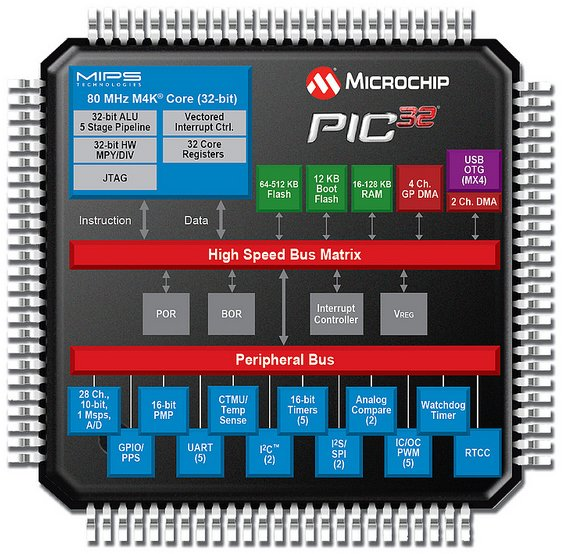 MIPS
TECHNOLOGIES
80 MHz M4K® Core (32-bit)
32-bit ALU
5 Stage Pipeline
Vectored
Interrupt Ctrl.
32-bit HW
MPY/DIV
32 Core
Registers
JTAG
MICROCHIP
PIC32®
64-512 KB
Flash
12 KB
Boot
Flash
16-128 KB
RAM
4 Ch.
GP DMA
USB
OTG
(MX4)
2 Ch. DMA
Instruction
Data
High Speed Bus Matrix
POR
BOR
Interrupt
Controller
VREG
Peripheral Bus
28 Ch.,
10-bit,
1 Msps,
A/D
16-bit
PMP
CTMU/
Temp
Sense
16-bit
Timers
(5)
Analog
Compare
(2)
Watchdog
Timer
GPIO/
PPS
UART
(5)
I²C™
(2)
I²S/
SPI
(2)
IC/OC
PWM
(5)
RTCC